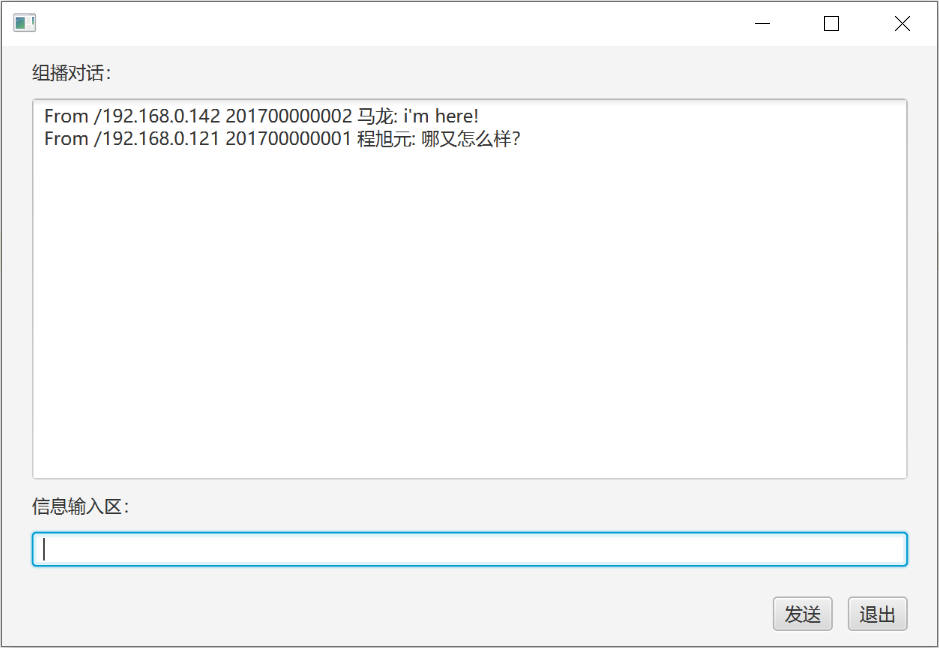 组播对话：
From /192.168.0.142 201700000002 马龙: i'm here!
From /192.168.0.121 201700000001 程旭元: 哪又怎么样?
信息输入区：
发送 退出